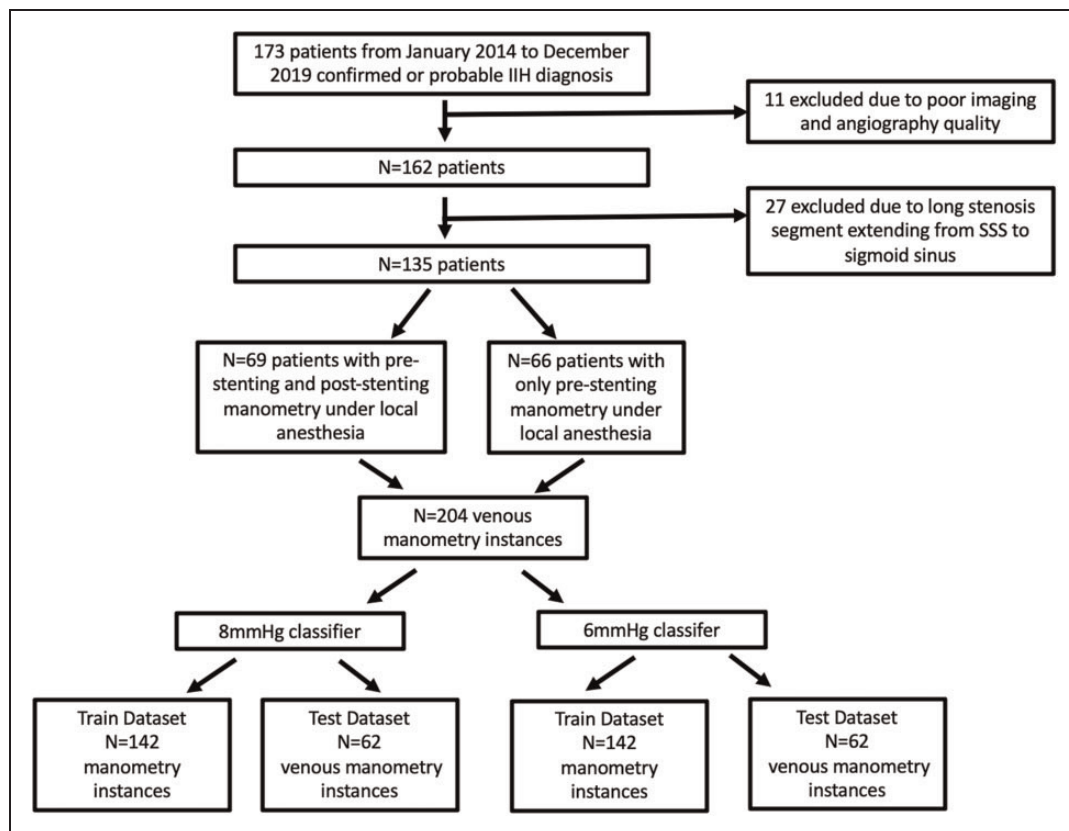 173 patients from January 2014 to December
2019 confirmed or probable IIH diagnosis
11 excluded due to poor imaging
and angiography quality
N=162 patients
27 excluded due to long stenosis
segment extending from SSS to
sigmoid sinus
N=135 patients
N=69 patients with pre-
stenting and post-stenting
manometry under local
anesthesia
N=66 patients with
only pre-stenting
manometry under
local anesthesia
N=204 venous
manometry instances
8mmHg classifier
6mmHg classifer
Train Dataset
N=142
manometry
instances
Test Dataset
N=62
venous manometry
instances
Train Dataset
N=142
manometry
instances
Test Dataset
N=62
venous manometry
instances